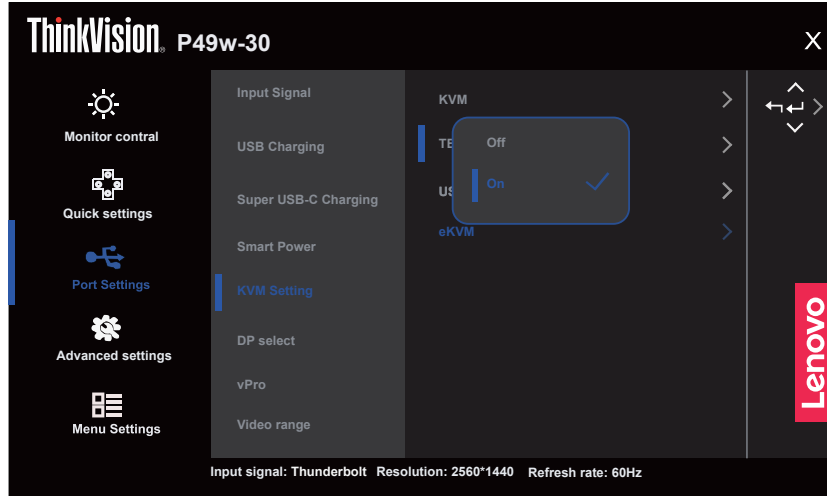 ThinkVision. P49w-30
X
Monitor contral
Quick settings
Port Settings
Advanced settings
Menu Settings
Input Signal
USB Charging
Super USB-C Charging
Smart Power
KVM Setting
DP select
vPro
Video range
KVM
Off
On
eKVM
Lenovo
Input signal: Thunderbolt Resolution: 2560*1440 Refresh rate: 60Hz